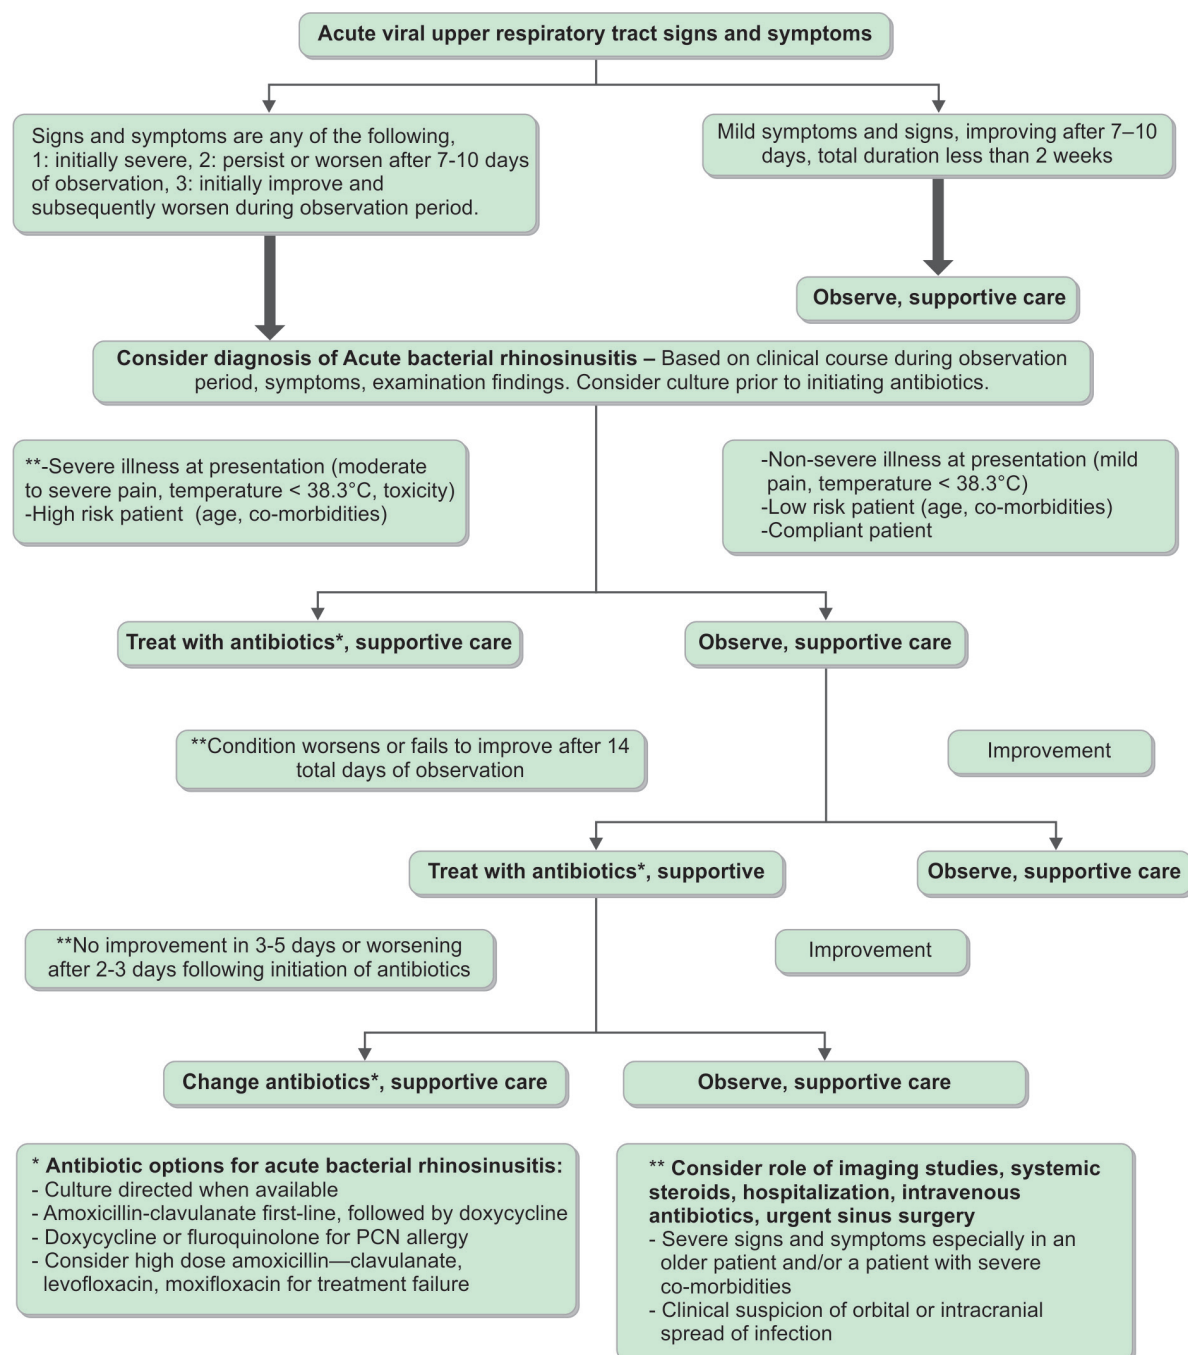 Acute viral upper respiratory tract signs and symptoms
Signs and symptoms are any of the following,
1: initially severe, 2: persist or worsen after 7-10 days
of observation, 3: initially improve and
subsequently worsen during observation period.
Mild symptoms and signs, improving after 7–10
days, total duration less than 2 weeks
Observe, supportive care
Consider diagnosis of Acute bacterial rhinosinusitis – Based on clinical course during observation
period, symptoms, examination findings. Consider culture prior to initiating antibiotics.
**-Severe illness at presentation (moderate
to severe pain, temperature < 38.3°C, toxicity)
-High risk patient (age, co-morbidities)
-Non-severe illness at presentation (mild
pain, temperature < 38.3°C)
-Low risk patient (age, co-morbidities)
-Compliant patient
Treat with antibiotics*, supportive care
Observe, supportive care
**Condition worsens or fails to improve after 14
total days of observation
Improvement
Treat with antibiotics*, supportive
Observe, supportive care
**No improvement in 3-5 days or worsening
after 2-3 days following initiation of antibiotics
Improvement
Change antibiotics*, supportive care
Observe, supportive care
* Antibiotic options for acute bacterial rhinosinusitis:
- Culture directed when available
- Amoxicillin-clavulanate first-line, followed by doxycycline
- Doxycycline or fluroquinolone for PCN allergy
- Consider high dose amoxicillin—clavulanate,
levofloxacin, moxifloxacin for treatment failure
** Consider role of imaging studies, systemic
steroids, hospitalization, intravenous
antibiotics, urgent sinus surgery
- Severe signs and symptoms especially in an
older patient and/or a patient with severe
co-morbidities
- Clinical suspicion of orbital or intracranial
spread of infection